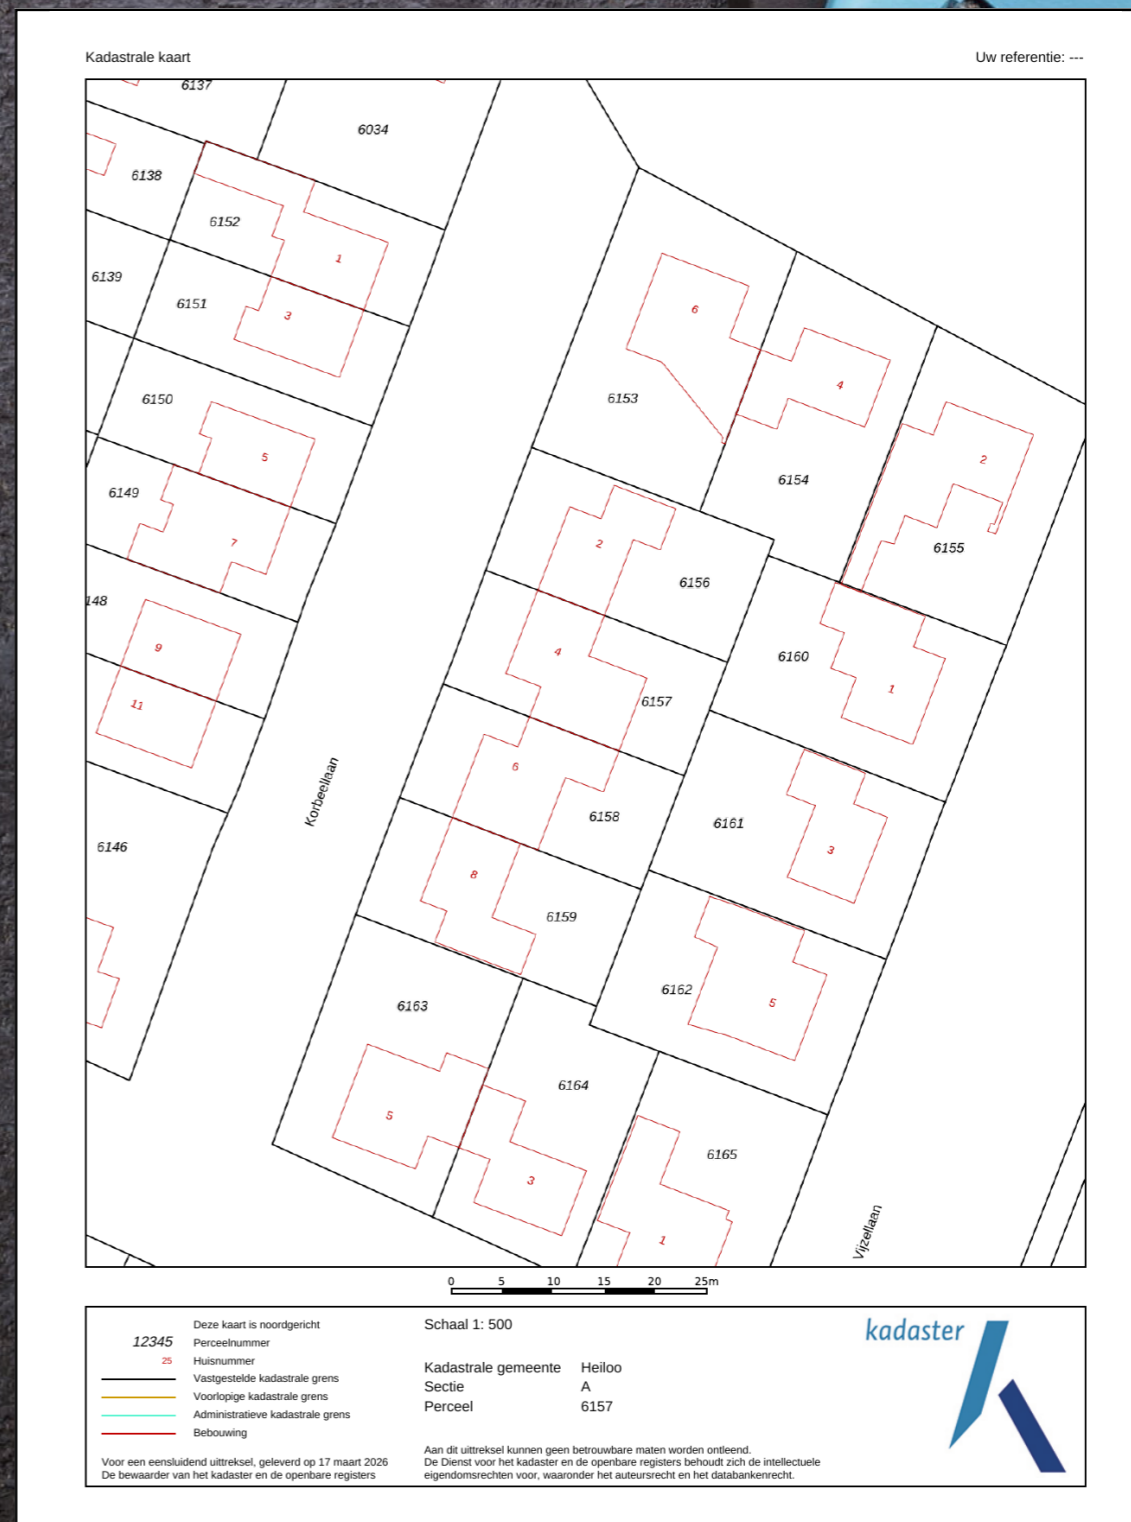 Kadastrale kaart
Uw referentie: ---
6137
6034
6138
6152
1
6139
6151
3
6
4
6153
6150
5
2
6154
6149
7
2
6155
6156
148
9
4
6160
1
11
6157
6
Korbeellaan
6158
6161
3
6146
8
6159
6162
5
6163
6164
5
6165
3
1
Vijzellaan
0 5 10 15 20 25m
Deze kaart is noordgericht
12345 Perceelnummer
25 Huisnummer
Vastgestelde kadastrale grens
Voorlopige kadastrale grens
Administratieve kadastrale grens
Bebouwing
Voor een eensluidend uittreksel, geleverd op 17 maart 2026
De bewaarder van het kadaster en de openbare registers
Schaal 1: 500
Kadastrale gemeente Heiloo
Sectie A
Perceel 6157
Aan dit uittreksel kunnen geen betrouwbare maten worden ontleend.
De Dienst voor het kadaster en de openbare registers behoudt zich de intellectuele
eigendomsrechten voor, waaronder het auteursrecht en het databankenrecht.
kadaster